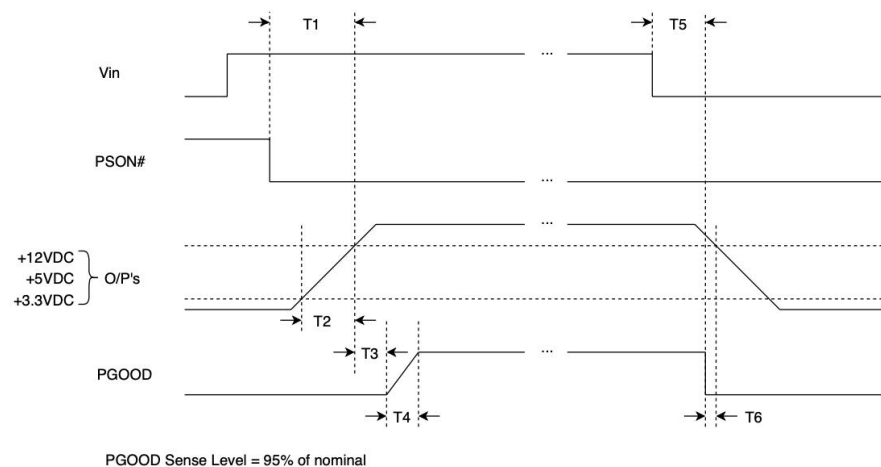 T1
T5
Vin
...
PSON#
...
...
+12VDC
+5VDC
+3.3VDC
O/P's
T2
T3
...
PGOOD
T4
T6
PGOOD Sense Level = 95% of nominal